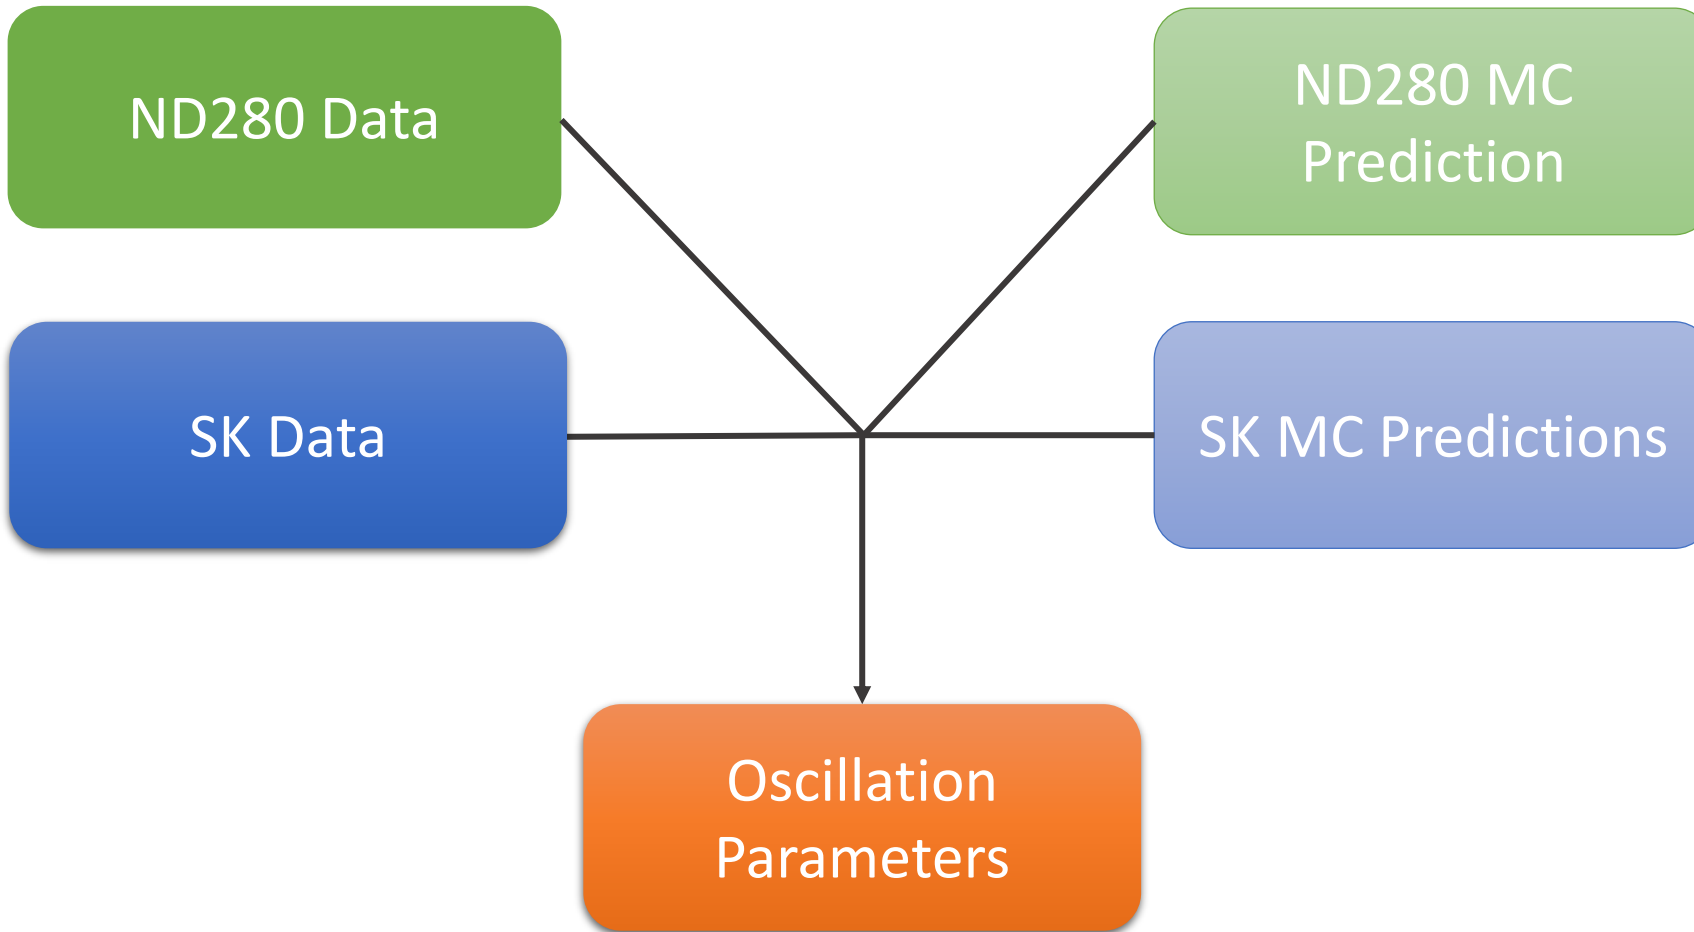 ND280 Data
ND280 MC
Prediction
SK Data
SK MC Predictions
Oscillation
Parameters